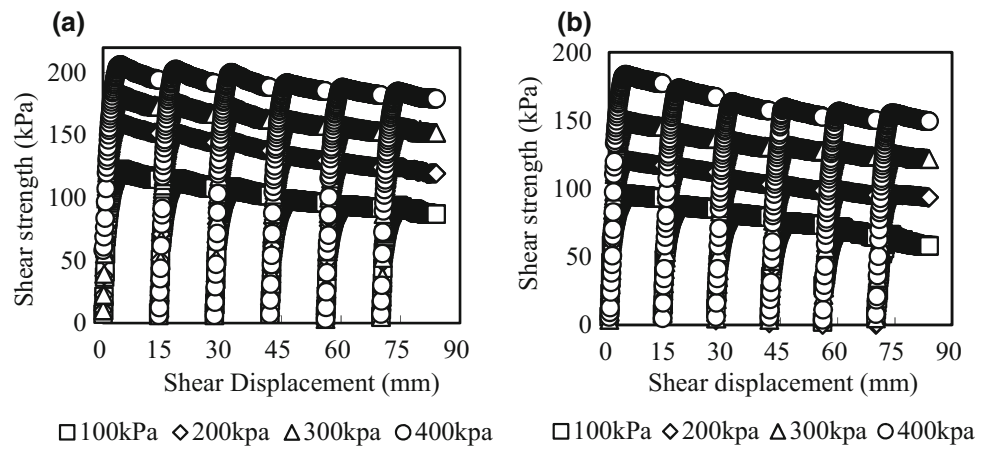 (a)
200
150
100
50
0
Shear strength (kPa)
0 15 30 45 60 75 90
Shear Displacement (mm)
□100kPa ◇200kpa △300kpa ○400kpa
(b)
200
150
100
50
0
Shear strength (kPa)
0 15 30 45 60 75 90
Shear displacement (mm)
□100kPa ◇200kpa △300kpa ○400kpa